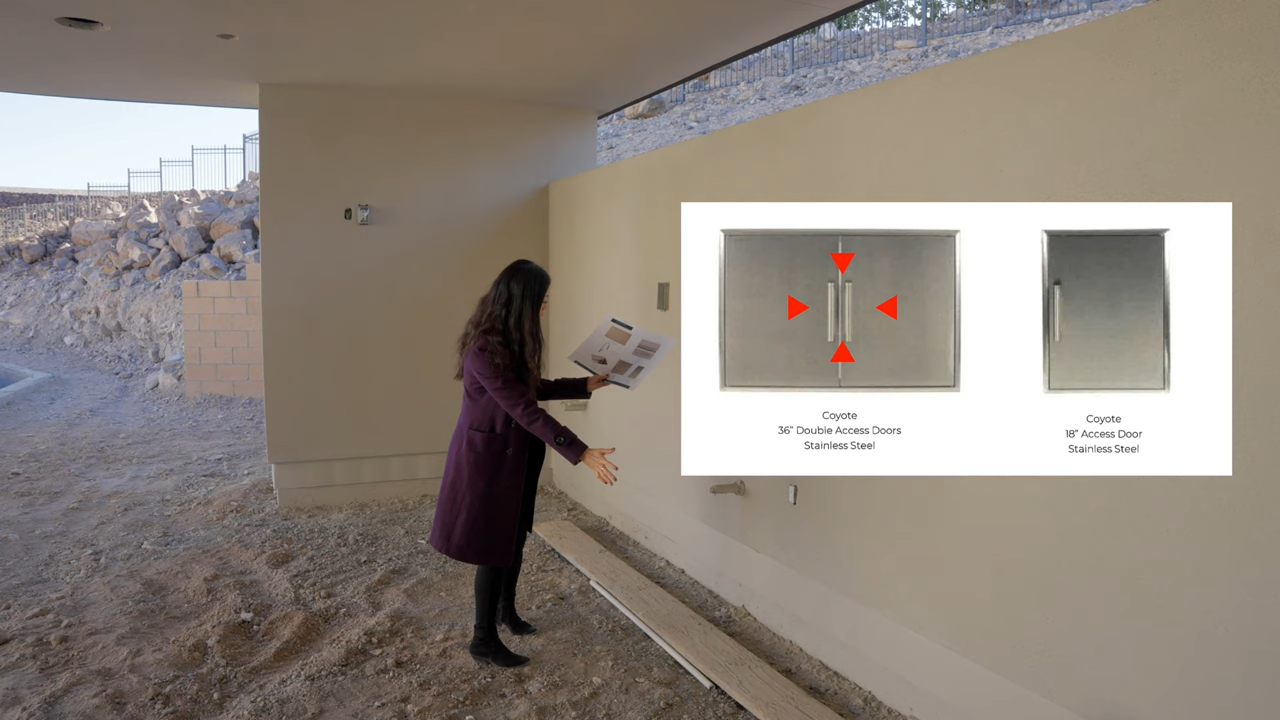 Coyote
36” Double Access Doors
Stainless Steel
Coyote
18” Access Door
Stainless Steel